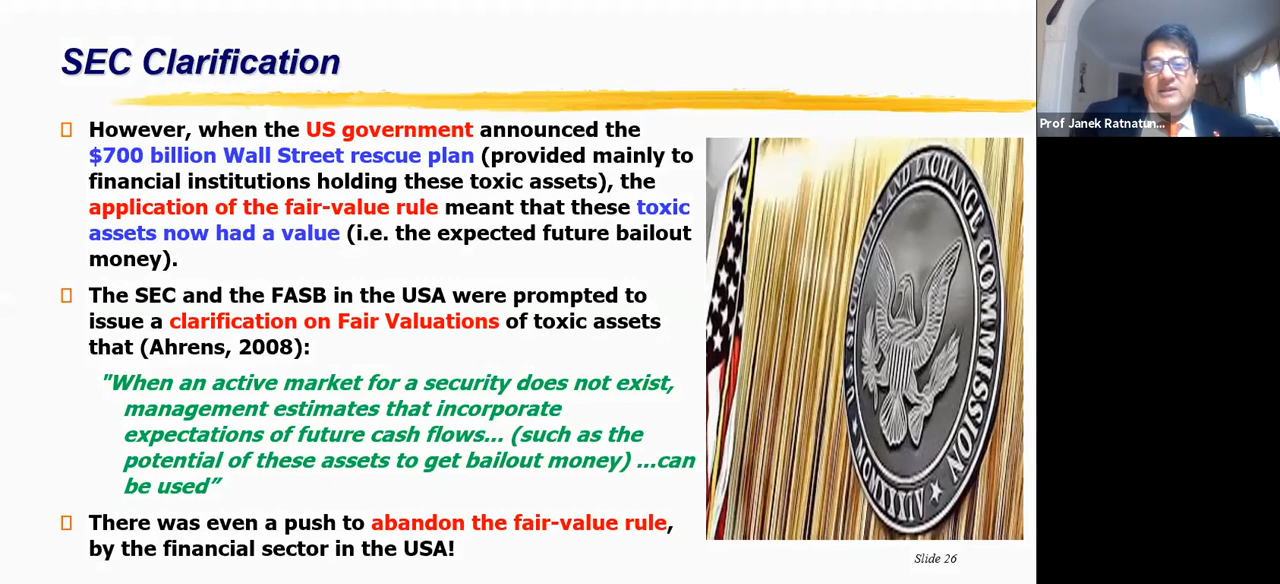 SEC Clarification
However, when the US government announced the
$700 billion Wall Street rescue plan (provided mainly to
financial institutions holding these toxic assets), the
application of the fair-value rule meant that these toxic
assets now had a value (i.e. the expected future bailout
money).
The SEC and the FASB in the USA were prompted to
issue a clarification on Fair Valuations of toxic assets
that (Ahrens, 2008):
"When an active market for a security does not exist,
management estimates that incorporate
expectations of future cash flows... (such as the
potential of these assets to get bailout money) ...can
be used”
There was even a push to abandon the fair-value rule,
by the financial sector in the USA!
U.S. SECURITIES AND EXCHANGE COMMISSION
MCMXXXIV
Slide 26
Prof Janek Ratnatun...